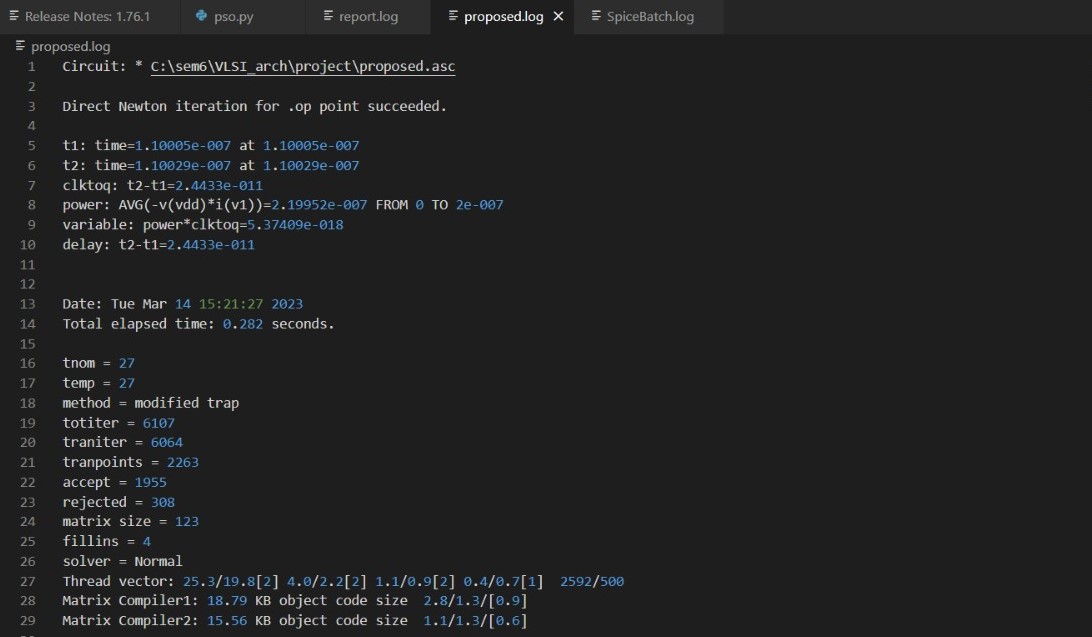 Release Notes: 1.76.1 pso.py report.log proposed.log SpiceBatch.log
proposed.log
1 Circuit: * C:\sem6\VLSI_arch\project\proposed.asc
2
3 Direct Newton iteration for .op point succeeded.
4
5 t1: time=1.10005e-007 at 1.10005e-007
6 t2: time=1.10029e-007 at 1.10029e-007
7 clktoq: t2-t1=2.4433e-011
8 power: AVG(-v(vdd)*i(v1))=2.19952e-007 FROM 0 TO 2e-007
9 variable: power*clktoq=5.37409e-018
10 delay: t2-t1=2.4433e-011
11
12
13 Date: Tue Mar 14 15:21:27 2023
14 Total elapsed time: 0.282 seconds.
15
16 tnom = 27
17 temp = 27
18 method = modified trap
19 totiter = 6107
20 traniter = 6064
21 tranpoints = 2263
22 accept = 1955
23 rejected = 308
24 matrix size = 123
25 fillins = 4
26 solver = Normal
27 Thread vector: 25.3/19.8[2] 4.0/2.2[2] 1.1/0.9[2] 0.4/0.7[1]  2592/500
28 Matrix Compiler1: 18.79 KB object code size  2.8/1.3/[0.9]
29 Matrix Compiler2: 15.56 KB object code size  1.1/1.3/[0.6]